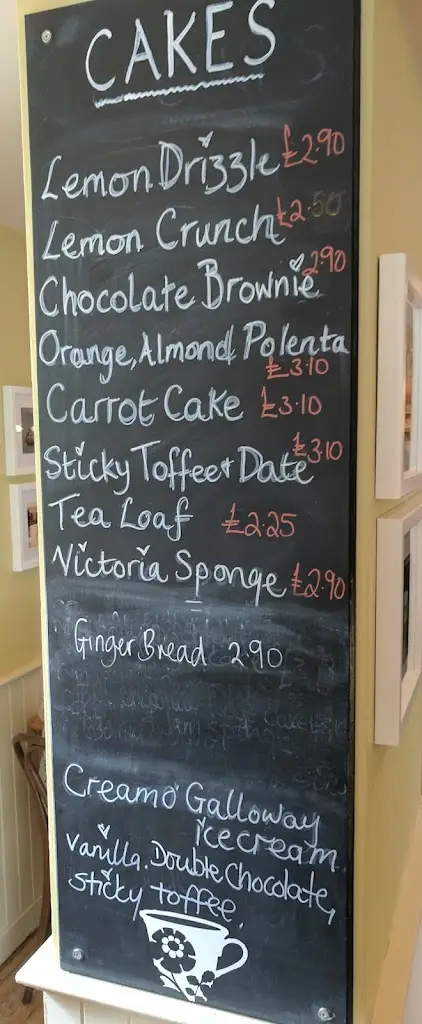 CAKES
Lemon Drizzle £2.90
Lemon Crunch £2.50
Chocolate Brownie 2.90
Orange, Almond Polenta
£3.10
Carrot Cake £3.10
Sticky Toffee + Date £3.10
Tea Loaf £2.25
Victoria Sponge £2.90
Ginger Bread 2.90
Cream o' Galloway
icecream.
Vanilla. Double Chocolate,
sticky toffee.